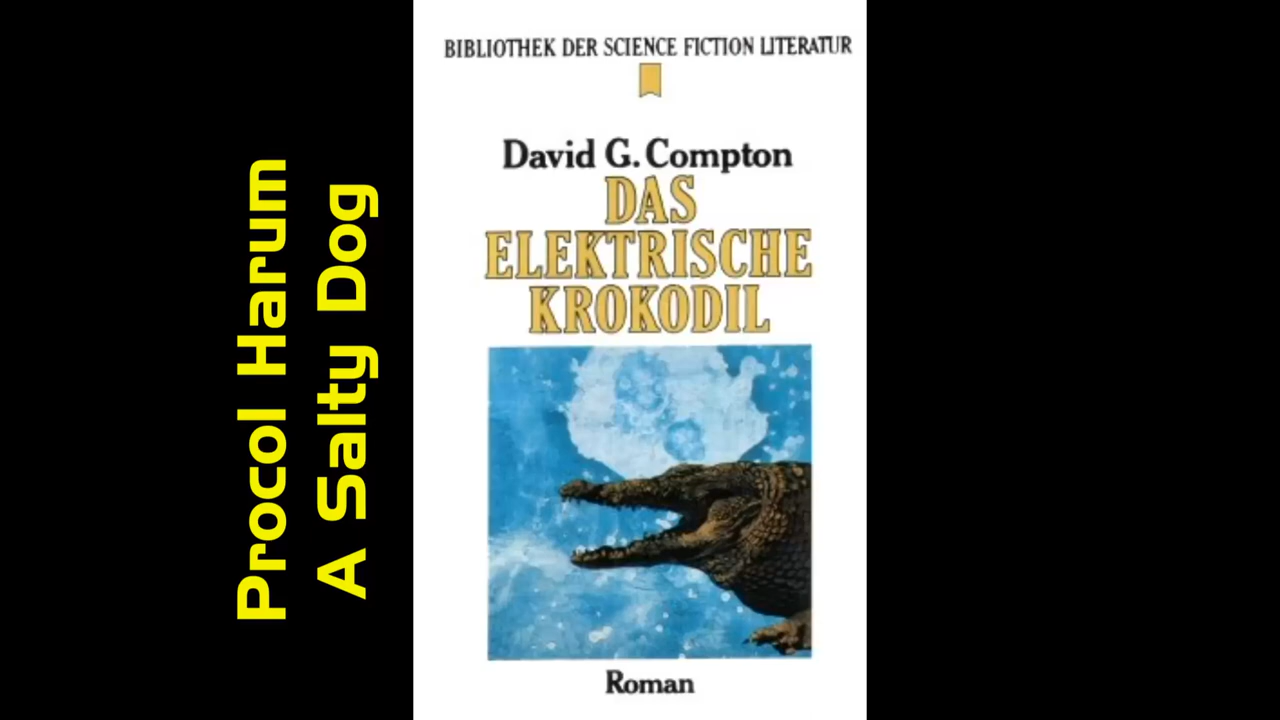 Procol Harum
A Salty Dog
BIBLIOTHEK DER SCIENCE FICTION LITERATUR
David G. Compton
DAS
ELEKTRISCHE
KROKODIL
Roman